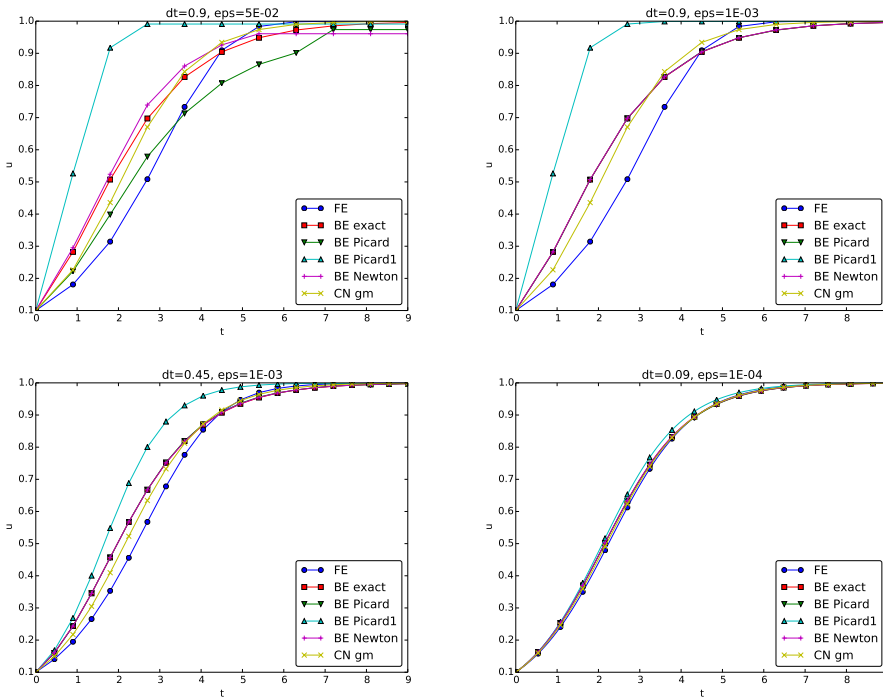 dt=0.9, eps=5E-02
1.0
0.9
0.8
0.7
0.6
0.5
0.4
0.3
0.2
0.1
u
0 1 2 3 4 5 6 7 8 9
t
FE
BE exact
BE Picard
BE Picard1
BE Newton
CN gm
dt=0.9, eps=1E-03
1.0
0.9
0.8
0.7
0.6
0.5
0.4
0.3
0.2
0.1
u
0 1 2 3 4 5 6 7 8
t
FE
BE exact
BE Picard
BE Picard1
BE Newton
CN gm
dt=0.45, eps=1E-03
1.0
0.9
0.8
0.7
0.6
0.5
0.4
0.3
0.2
0.1
u
0 1 2 3 4 5 6 7 8 9
t
FE
BE exact
BE Picard
BE Picard1
BE Newton
CN gm
dt=0.09, eps=1E-04
1.0
0.9
0.8
0.7
0.6
0.5
0.4
0.3
0.2
0.1
u
0 1 2 3 4 5 6 7 8
t
FE
BE exact
BE Picard
BE Picard1
BE Newton
CN gm